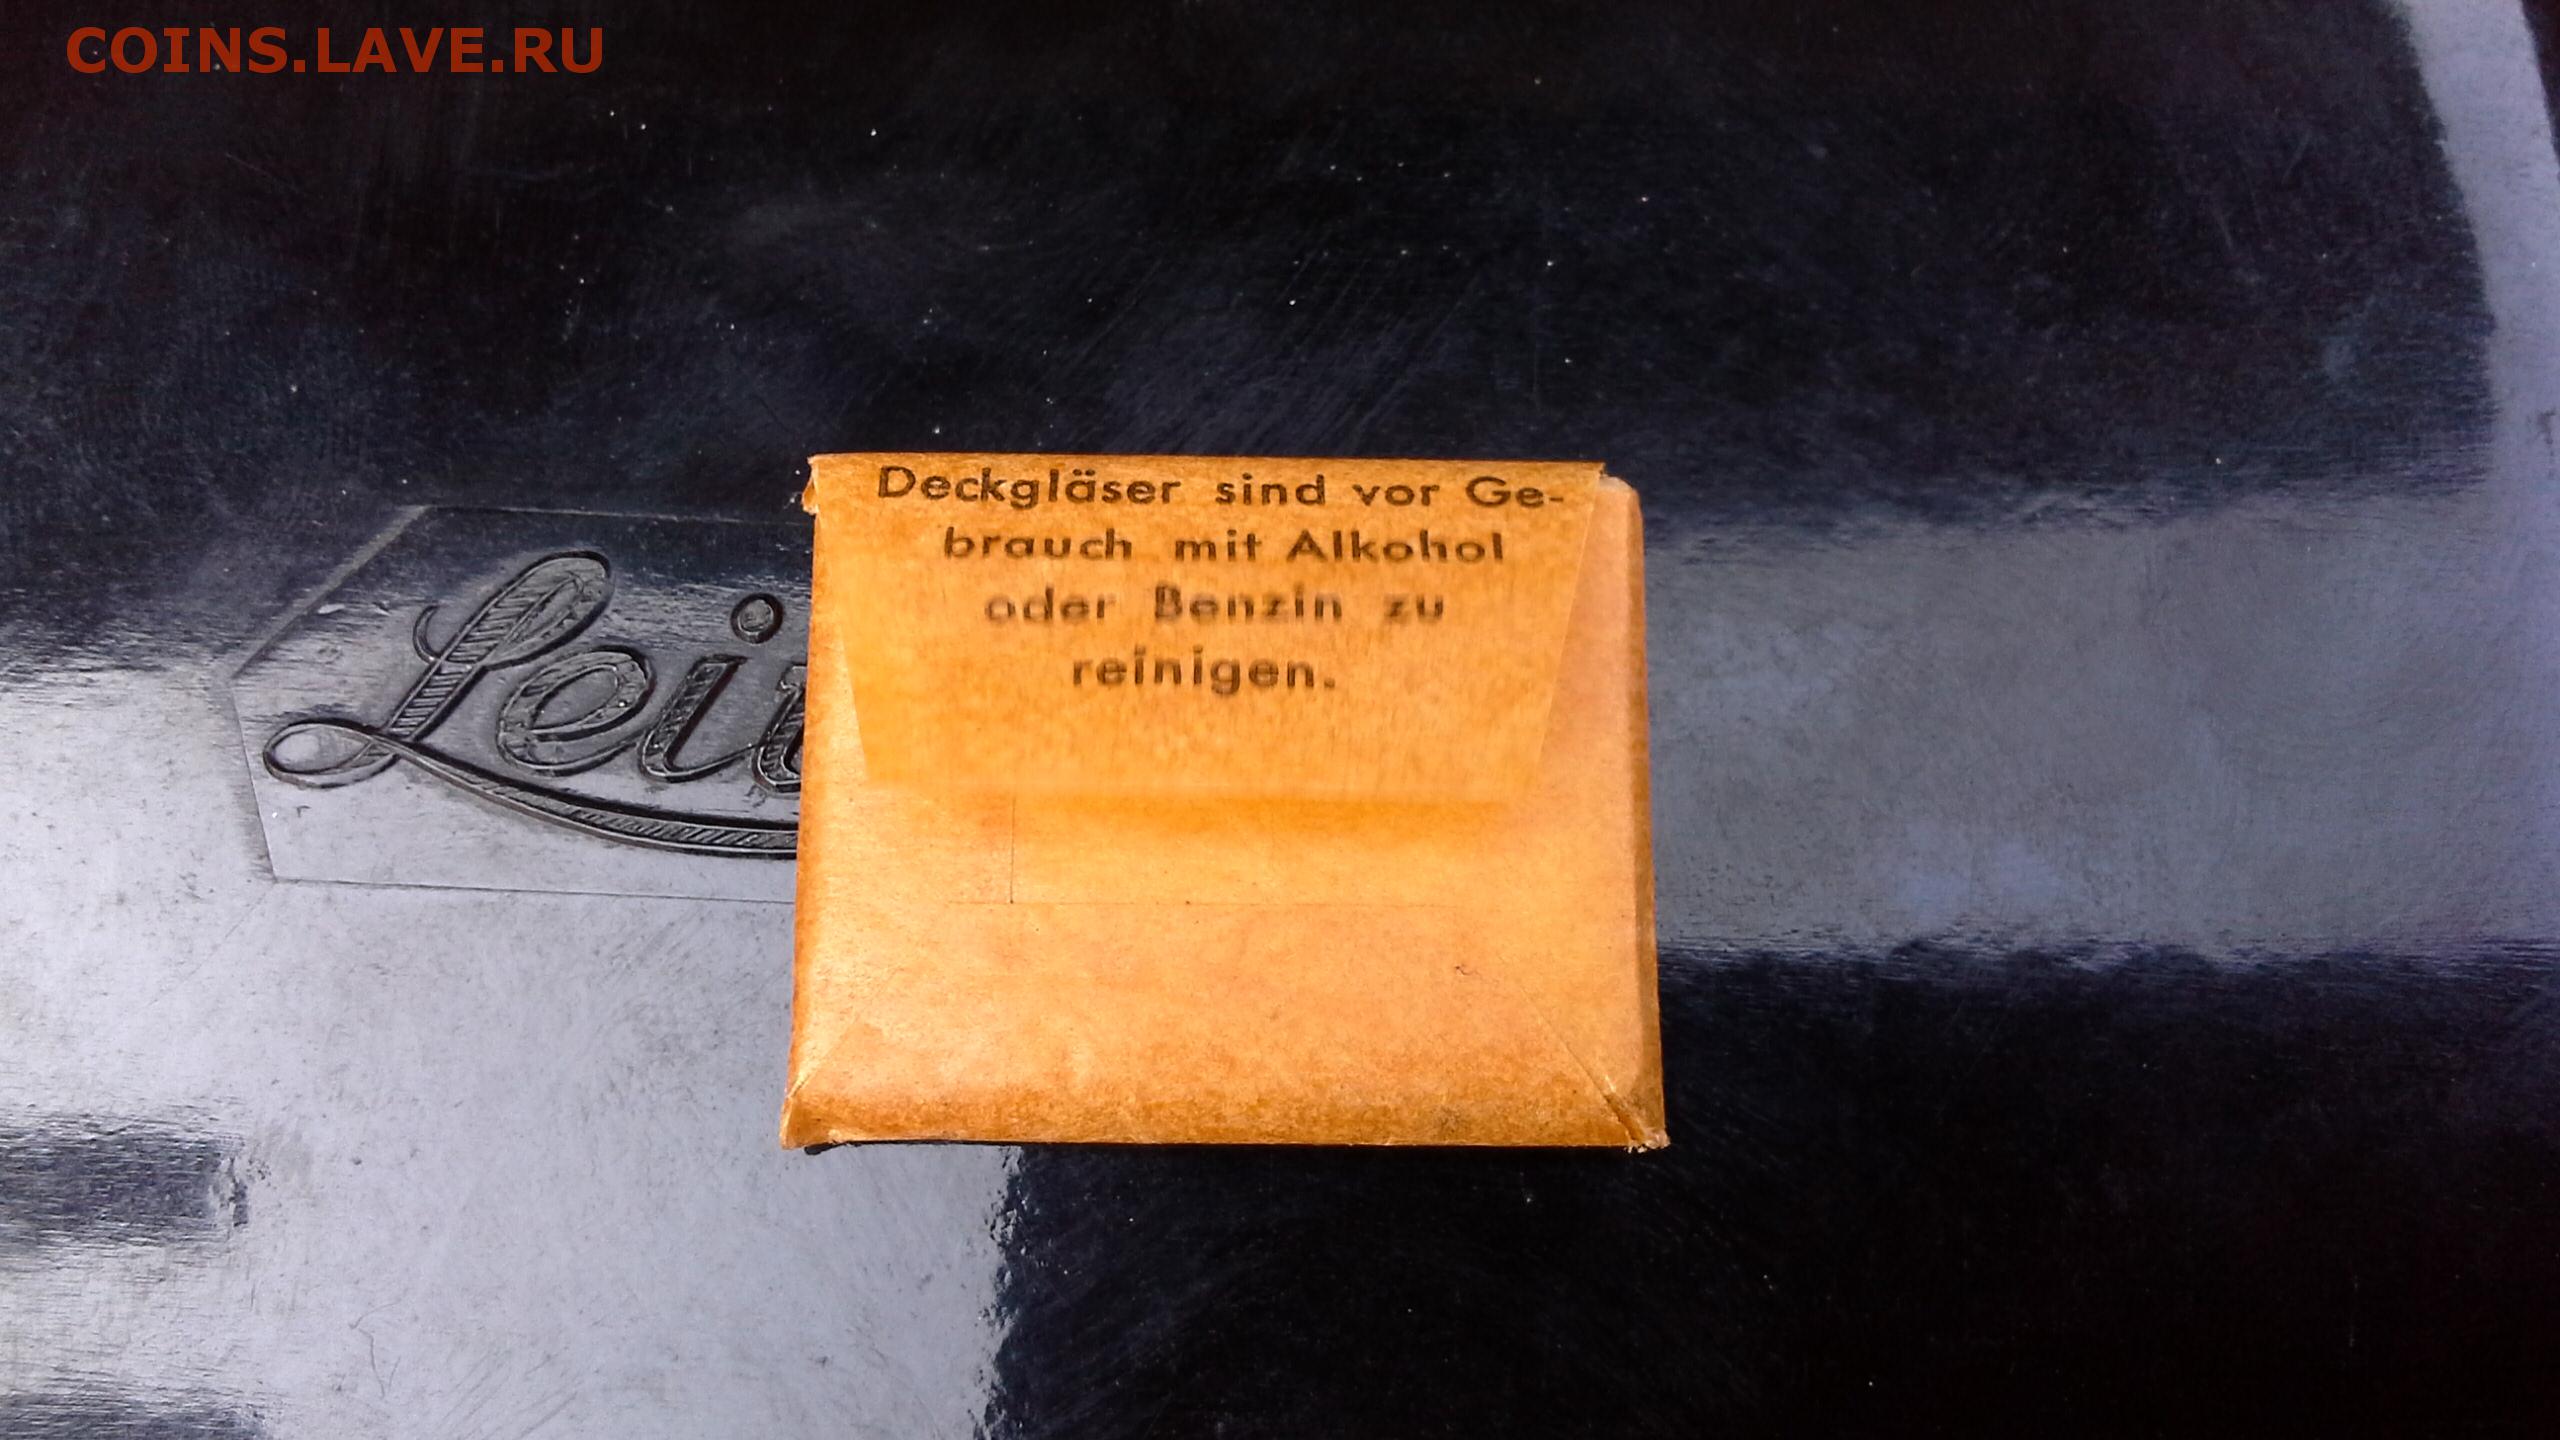 COINS.LAVE.RU
Deckgläser sind vor Ge-
brauch mit Alkohol
oder Benzin zu
reinigen.